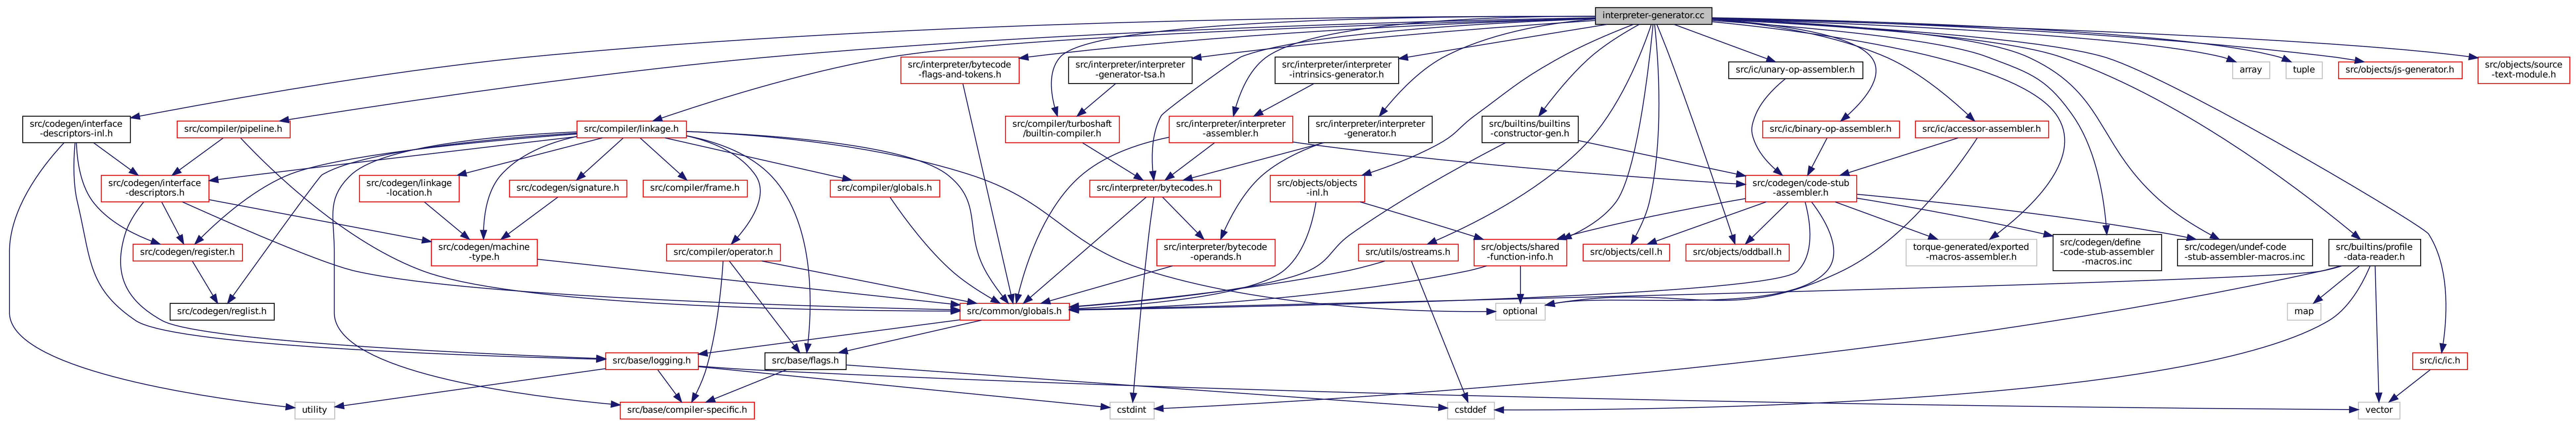 interpreter-generator.cc
src/interpreter/bytecode
-flags-and-tokens.h
src/interpreter/interpreter
-generator-tsa.h
src/interpreter/interpreter
-intrinsics-generator.h
src/ic/unary-op-assembler.h
array
tuple
src/objects/js-generator.h
src/objects/source
-text-module.h
src/codegen/interface
-descriptors-inl.h
src/compiler/pipeline.h
src/compiler/linkage.h
src/compiler/turboshaft
/builtin-compiler.h
src/interpreter/interpreter
-assembler.h
src/interpreter/interpreter
-generator.h
src/builtins/builtins
-constructor-gen.h
src/ic/binary-op-assembler.h
src/ic/accessor-assembler.h
src/codegen/interface
-descriptors.h
src/codegen/linkage
-location.h
src/codegen/signature.h
src/compiler/frame.h
src/compiler/globals.h
src/interpreter/bytecodes.h
src/objects/objects
-inl.h
src/codegen/code-stub
-assembler.h
src/codegen/register.h
src/codegen/machine
-type.h
src/compiler/operator.h
src/interpreter/bytecode
-operands.h
src/utils/ostreams.h
src/objects/shared
-function-info.h
src/objects/cell.h
src/objects/oddball.h
torque-generated/exported
-macros-assembler.h
src/codegen/define
-code-stub-assembler
-macros.inc
src/codegen/undef-code
-stub-assembler-macros.inc
src/builtins/profile
-data-reader.h
src/codegen/reglist.h
src/common/globals.h
optional
map
src/base/logging.h
src/base/flags.h
src/ic/ic.h
utility
src/base/compiler-specific.h
cstdint
cstddef
vector